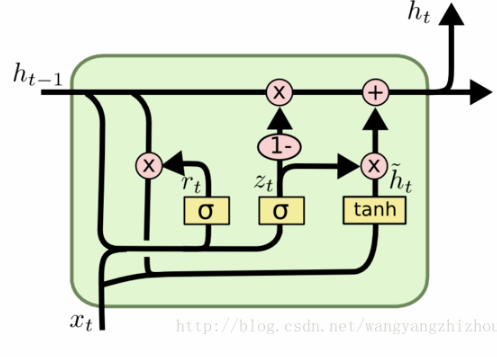 h_t
h_{t-1}
x
+
1-
x
r_t
z_t
x
h̃_t
σ
σ
tanh
x_t
http://blog.csdn.net/wangyangzhizhou